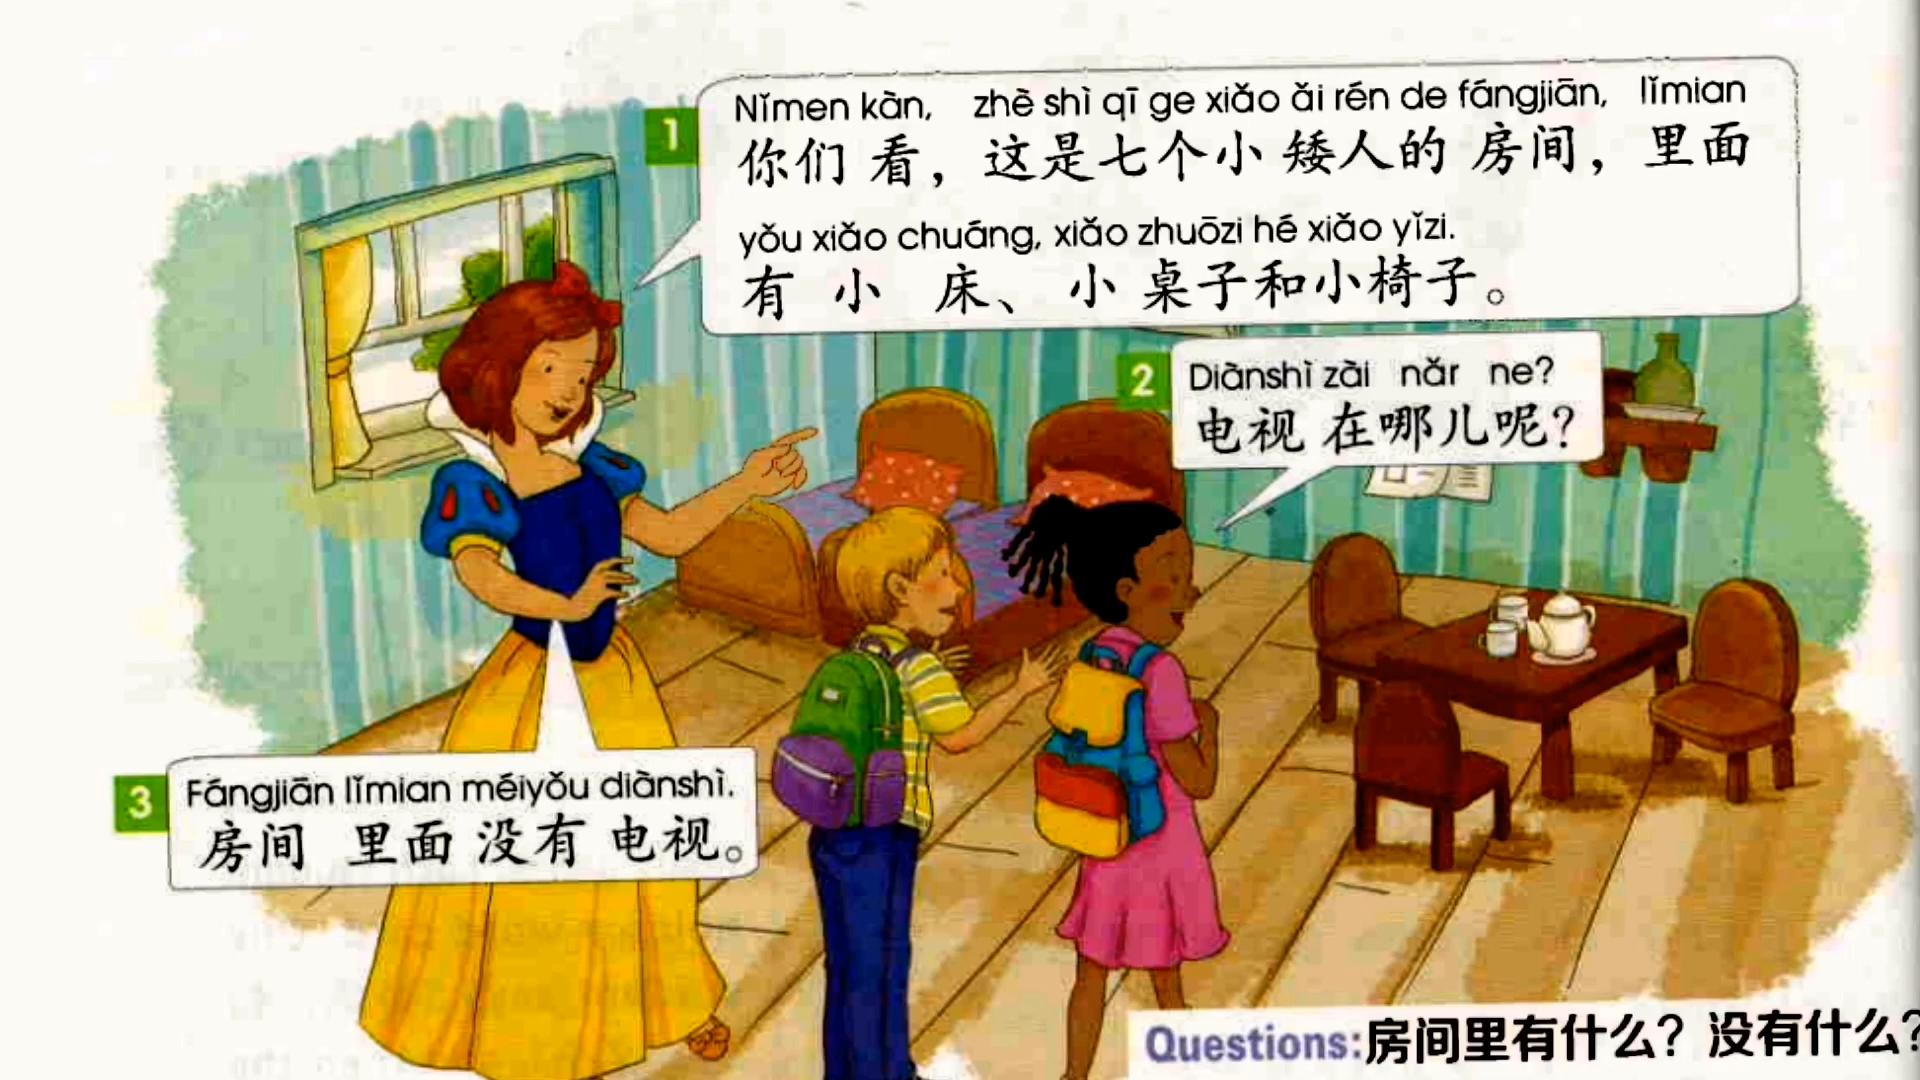 1
Nǐmen kàn, zhè shì qī ge xiǎo ǎi rén de fángjiān, lǐmian
你们看，这是七个小矮人的房间，里面
yǒu xiǎo chuáng, xiǎo zhuōzi hé xiǎo yǐzi.
有小床、小桌子和小椅子。
2
Diànshì zài nǎr ne?
电视在哪儿呢？
3
Fángjiān lǐmian méiyǒu diànshì.
房间里面没有电视。
Questions:房间里有什么？没有什么？